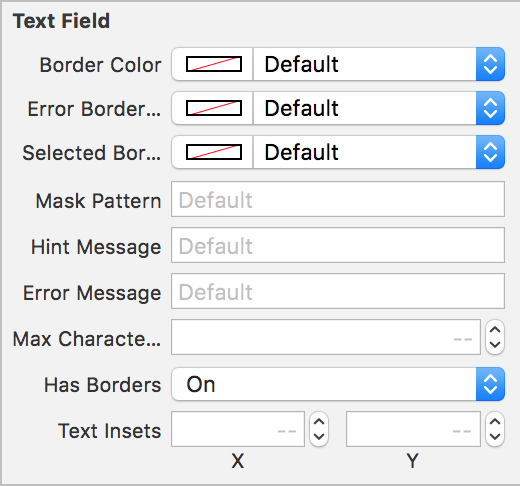 Text Field
Border Color Default
Error Border... Default
Selected Bor... Default
Mask Pattern Default
Hint Message Default
Error Message Default
Max Characte... --
Has Borders On
Text Insets -- --
X Y